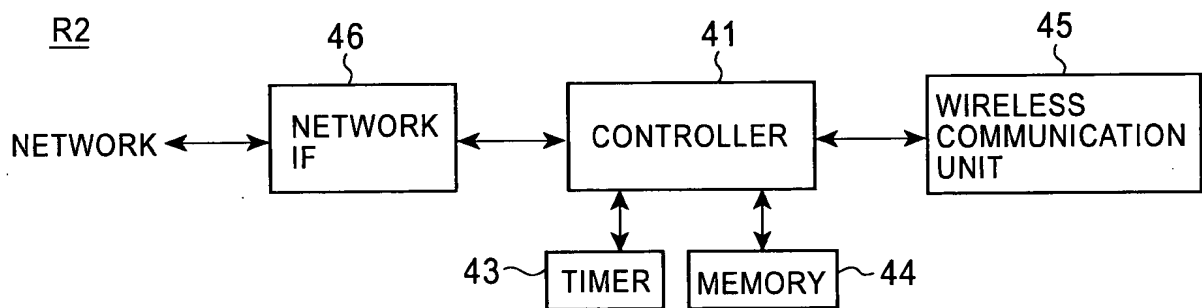 R2
46
41
45
NETWORK
NETWORK
IF
CONTROLLER
WIRELESS
COMMUNICATION
UNIT
43
TIMER
MEMORY
44